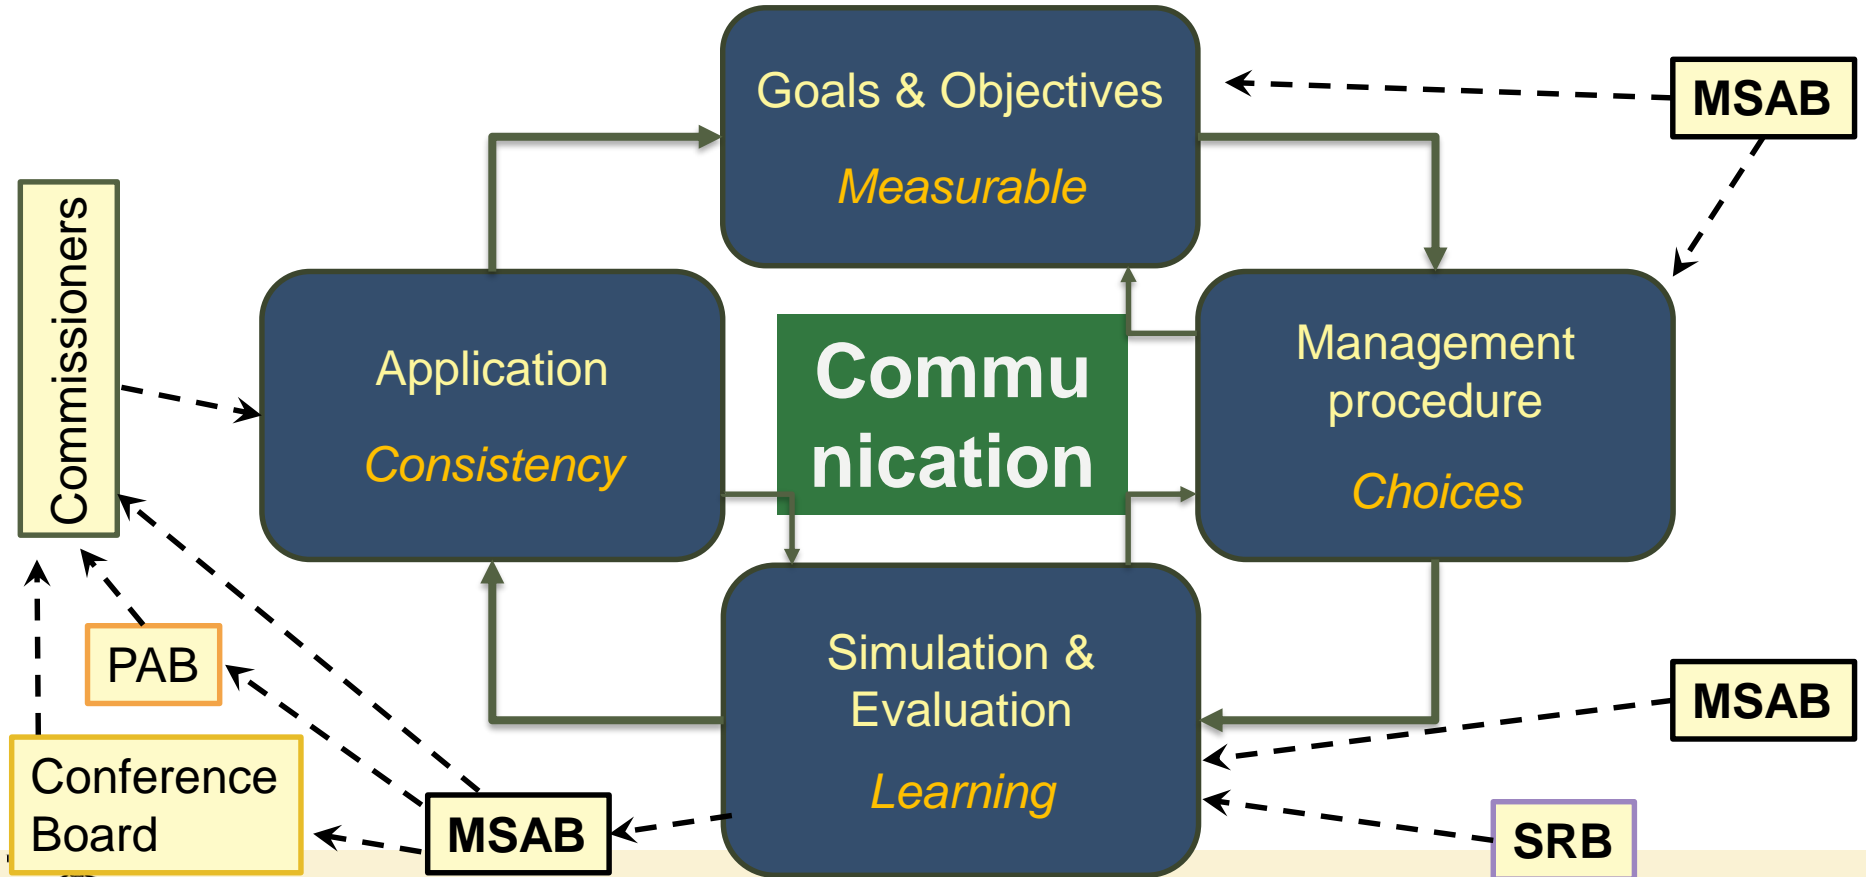 Goals & Objectives
Measurable
MSAB
Commissioners
Application
Consistency
Commu
nication
Management
procedure
Choices
PAB
Simulation &
Evaluation
Learning
MSAB
Conference
Board
MSAB
SRB